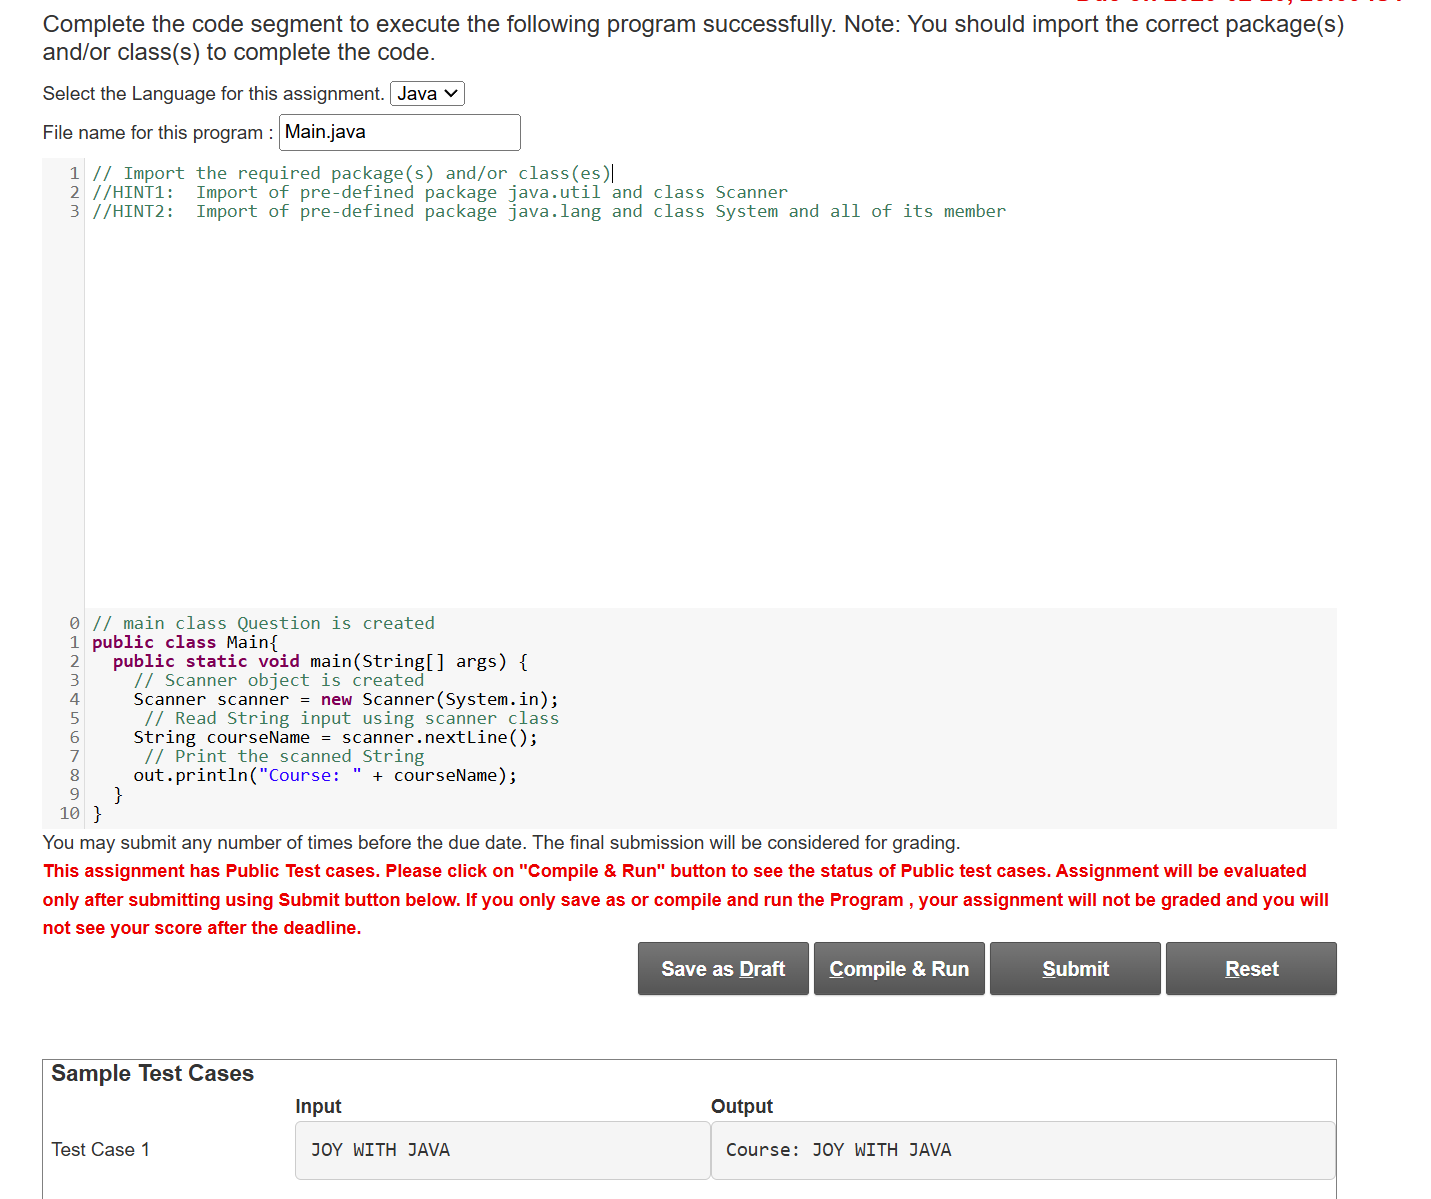 Complete the code segment to execute the following program successfully. Note: You should import the correct package(s)
and/or class(s) to complete the code.
Select the Language for this assignment. Java
File name for this program : Main.java
1 // Import the required package(s) and/or class(es)
2 //HINT1:  Import of pre-defined package java.util and class Scanner
3 //HINT2:  Import of pre-defined package java.lang and class System and all of its member
0 // main class Question is created
1 public class Main{
2   public static void main(String[] args) {
3     // Scanner object is created
4     Scanner scanner = new Scanner(System.in);
5      // Read String input using scanner class
6     String courseName = scanner.nextLine();
7      // Print the scanned String
8     out.println("Course: " + courseName);
9   }
10 }
You may submit any number of times before the due date. The final submission will be considered for grading.
This assignment has Public Test cases. Please click on "Compile & Run" button to see the status of Public test cases. Assignment will be evaluated
only after submitting using Submit button below. If you only save as or compile and run the Program , your assignment will not be graded and you will
not see your score after the deadline.
Save as Draft Compile & Run Submit Reset
Sample Test Cases
Input Output
Test Case 1 JOY WITH JAVA Course: JOY WITH JAVA